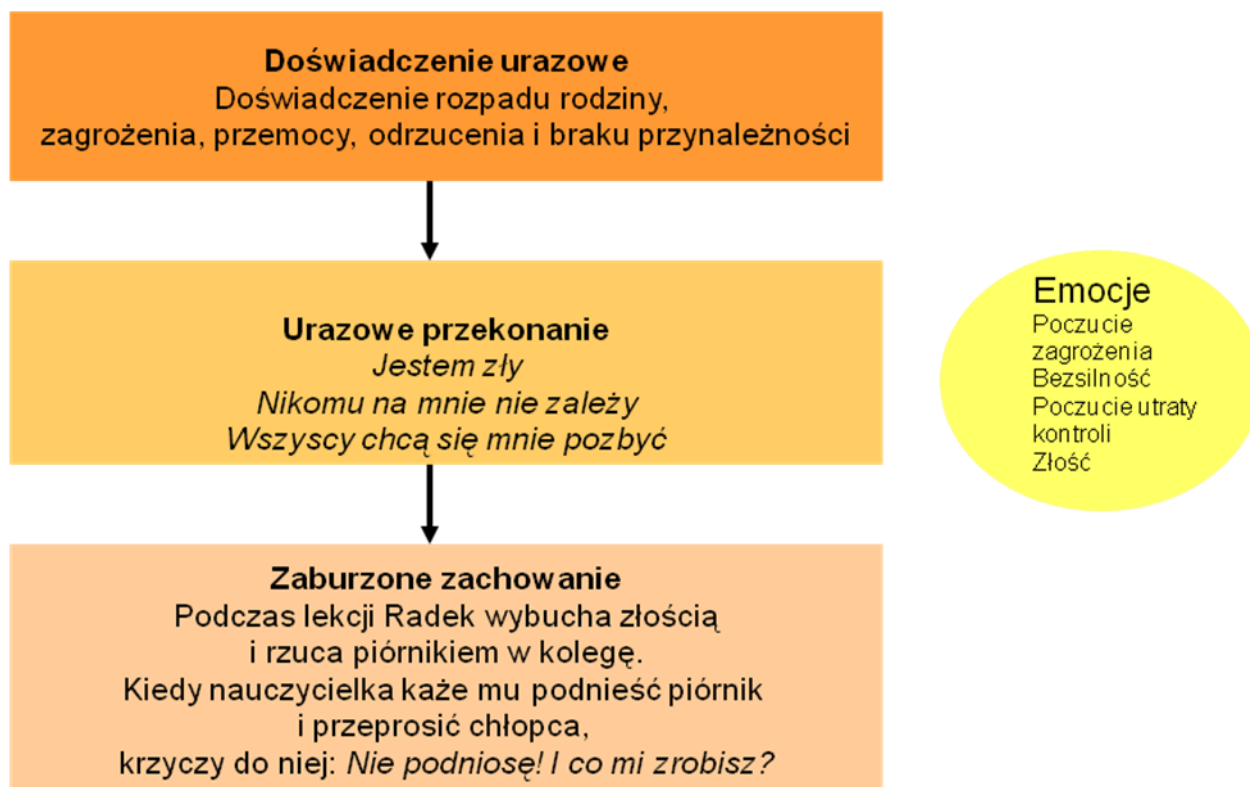 Doświadczenie urazowe
Doświadczenie rozpadu rodziny,
zagrożenia, przemocy, odrzucenia i braku przynależności
Urazowe przekonanie
Jestem zły
Nikomu na mnie nie zależy
Wszyscy chcą się mnie pozbyć
Emocje
Poczucie
zagrożenia
Bezsilność
Poczucie utraty
kontroli
Złość
Zaburzone zachowanie
Podczas lekcji Radek wybucha złością
i rzuca piórnikiem w kolegę.
Kiedy nauczycielka każe mu podnieść piórnik
i przeprosić chłopca,
krzyczy do niej: Nie podniosę! I co mi zrobisz?